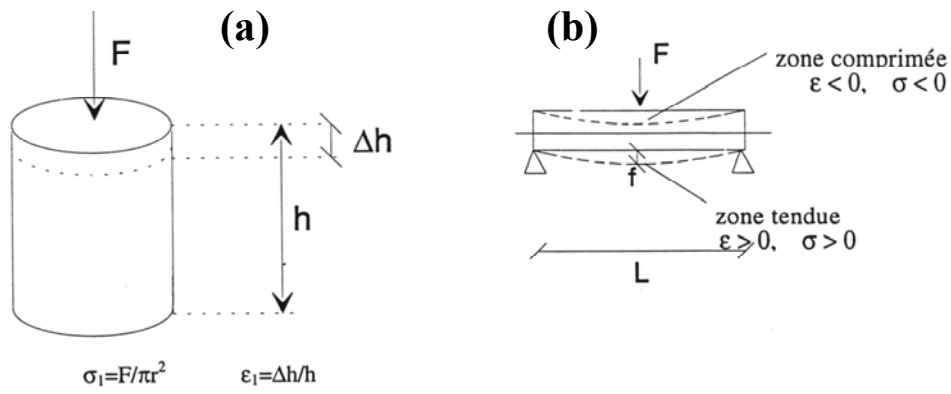 (a)
F
Δh
h
σ₁=F/πr²
ε₁=Δh/h
(b)
F
zone comprimée
ε<0, σ<0
f
zone tendue
ε>0, σ>0
L